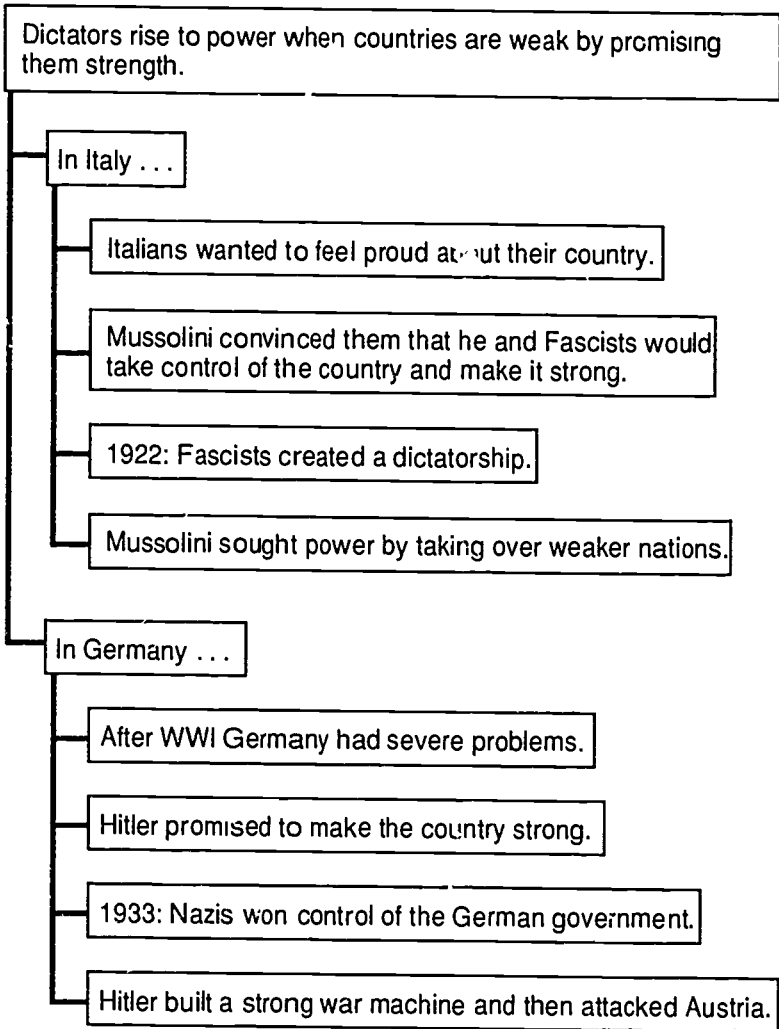 Dictators rise to power when countries are weak by promising
them strength.
In Italy . . .
Italians wanted to feel proud about their country.
Mussolini convinced them that he and Fascists would
take control of the country and make it strong.
1922: Fascists created a dictatorship.
Mussolini sought power by taking over weaker nations.
In Germany . . .
After WWI Germany had severe problems.
Hitler promised to make the country strong.
1933: Nazis won control of the German government.
Hitler built a strong war machine and then attacked Austria.